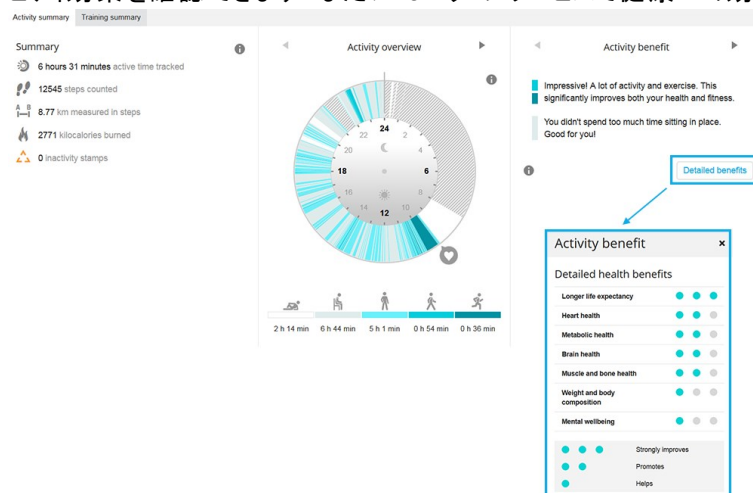 Activity summary Training summary
Summary
6 hours 31 minutes active time tracked
12545 steps counted
A B
8.77 km measured in steps
2771 kilocalories burned
0 inactivity stamps
Activity overview
24
22 2
20 4
18 6
16 8
14 10
12
2 h 14 min 6 h 44 min 5 h 1 min 0 h 54 min 0 h 36 min
Activity benefit
Impressive! A lot of activity and exercise. This
significantly improves both your health and fitness.
You didn't spend too much time sitting in place.
Good for you!
Detailed benefits
Activity benefit ×
Detailed health benefits
Longer life expectancy
Heart health
Metabolic health
Brain health
Muscle and bone health
Weight and body
composition
Mental wellbeing
Strongly improves
Promotes
Helps